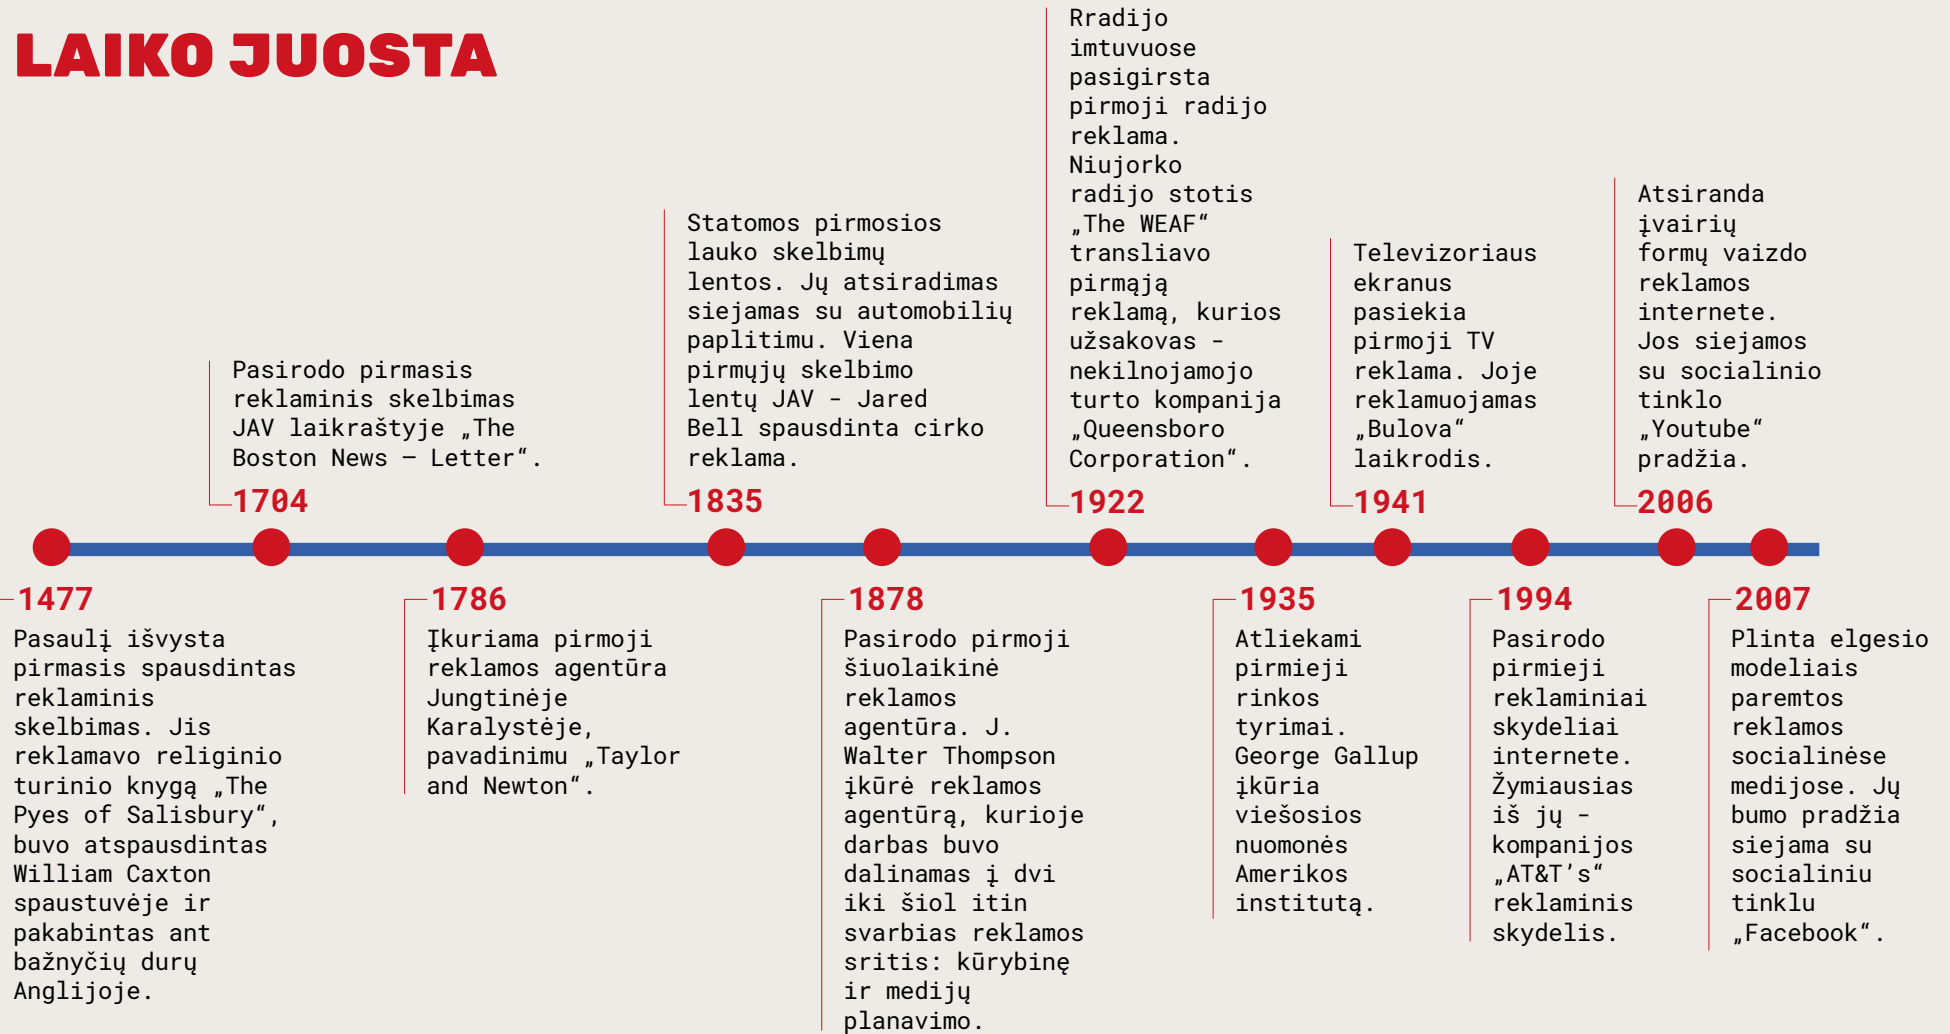 LAIKO JUOSTA
1477
Pasaulį išvysta
pirmasis spausdintas
reklaminis
skelbimas. Jis
reklamavo religinio
turinio knygą „The
Pyes of Salisbury“,
buvo atspausdintas
William Caxton
spaustuvėje ir
pakabintas ant
bažnyčių durų
Anglijoje.
Pasirodo pirmasis
reklaminis skelbimas
JAV laikraštyje „The
Boston News – Letter“.
1704
1786
Įkuriama pirmoji
reklamos agentūra
Jungtinėje
Karalystėje,
pavadinimu „Taylor
and Newton“.
Statomos pirmosios
lauko skelbimų
lentos. Jų atsiradimas
siejamas su automobilių
paplitimu. Viena
pirmųjų skelbimo
lentų JAV - Jared
Bell spausdinta cirko
reklama.
1835
1878
Pasirodo pirmoji
šiuolaikinė
reklamos
agentūra. J.
Walter Thompson
įkūrė reklamos
agentūrą, kurioje
darbas buvo
dalinamas į dvi
iki šiol itin
svarbias reklamos
sritis: kūrybinę
ir medijų
planavimo.
Rradijo
imtuvuose
pasigirsta
pirmoji radijo
reklama.
Niujorko
radijo stotis
„The WEAF“
transliavo
pirmąją
reklamą, kurios
užsakovas -
nekilnojamojo
turto kompanija
„Queensboro
Corporation“.
1922
1935
Atliekami
pirmieji
rinkos
tyrimai.
George Gallup
įkūria
viešosios
nuomonės
Amerikos
institutą.
Televizoriaus
ekranus
pasiekia
pirmoji TV
reklama. Joje
reklamuojamas
„Bulova“
laikrodis.
1941
1994
Pasirodo
pirmieji
reklaminiai
skydeliai
internete.
Žymiausias
iš jų -
kompanijos
„AT&T’s“
reklaminis
skydelis.
Atsiranda
įvairių
formų vaizdo
reklamos
internete.
Jos siejamos
su socialinio
tinklo
„Youtube“
pradžia.
2006
2007
Plinta elgesio
modeliais
paremtos
reklamos
socialinėse
medijose. Jų
bumo pradžia
siejama su
socialiniu
tinklu
„Facebook“.